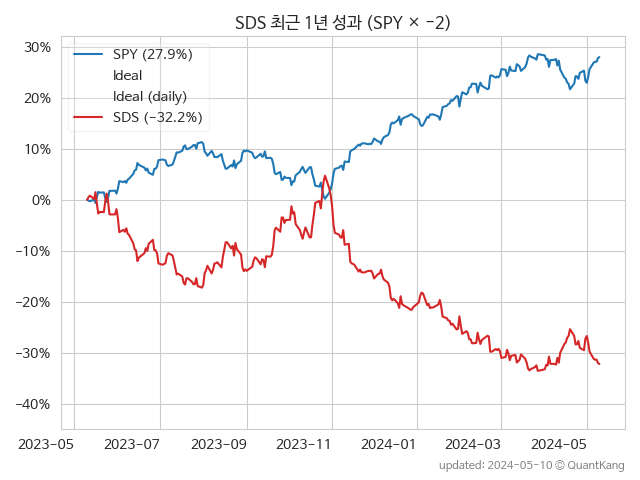 SDS 최근 1년 성과 (SPY × −2)
SPY (27.9%)
Ideal
Ideal (daily)
SDS (−32.2%)
30%
20%
10%
0%
−10%
−20%
−30%
−40%
2023-05 2023-07 2023-09 2023-11 2024-01 2024-03 2024-05
updated: 2024-05-10 © QuantKang